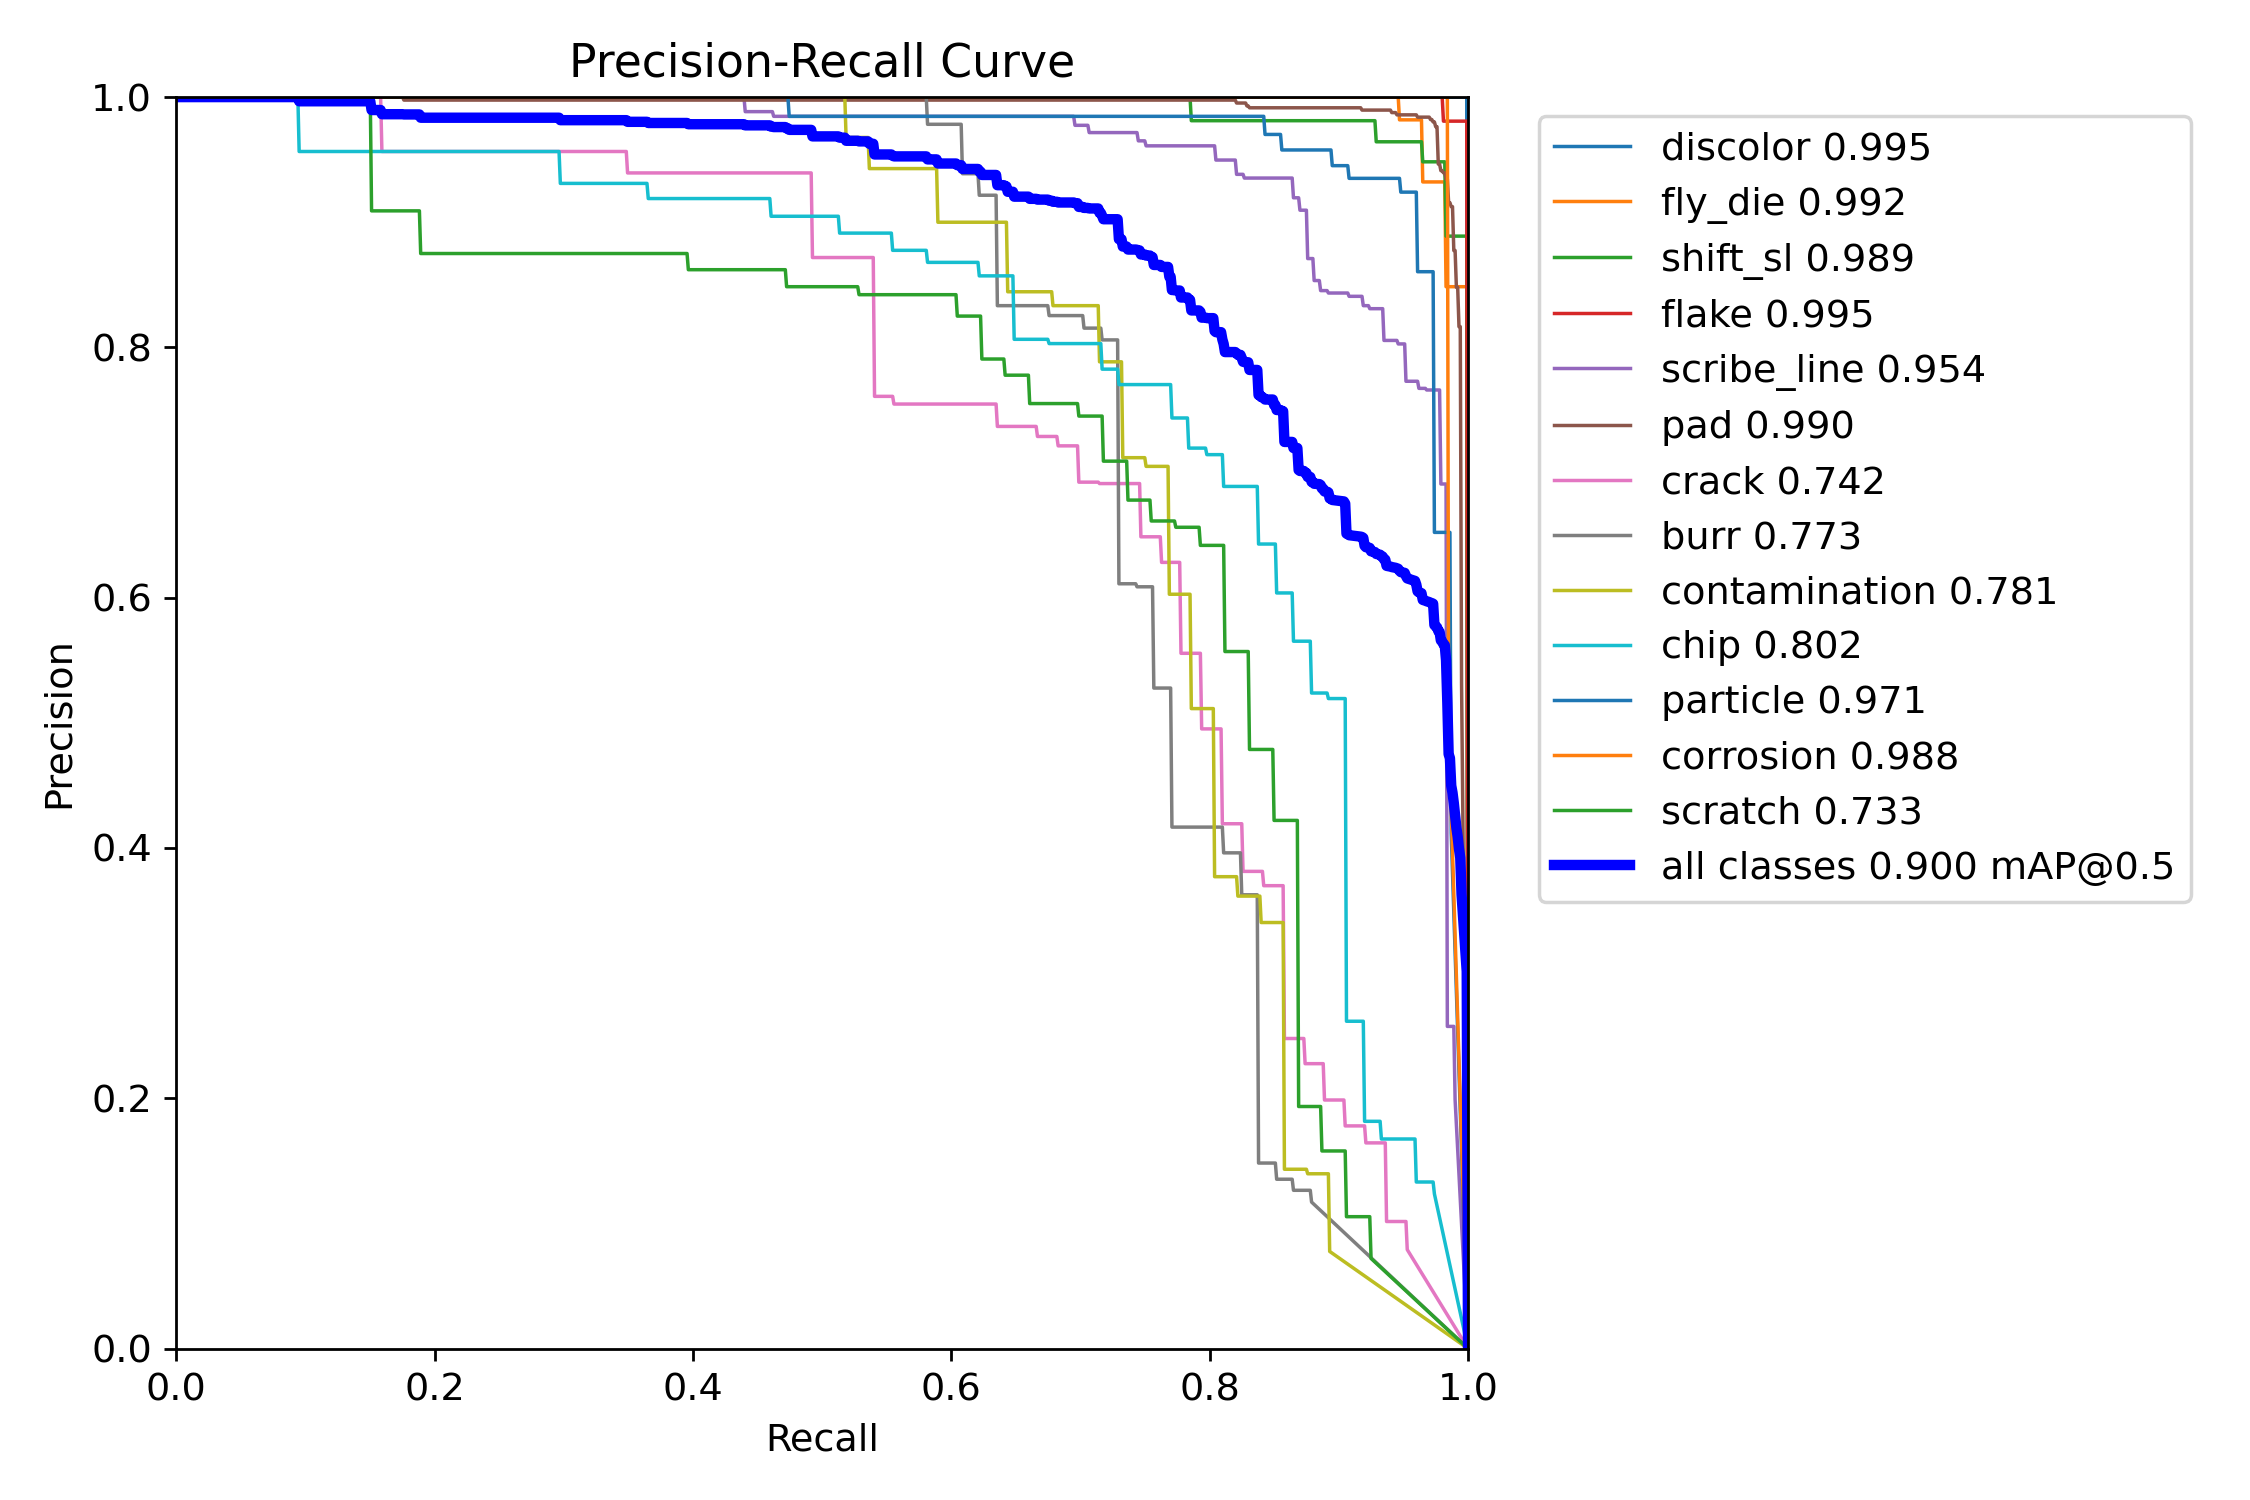 Precision-Recall Curve
1.0
0.8
0.6
0.4
0.2
0.0
Precision
0.0 0.2 0.4 0.6 0.8 1.0
Recall
discolor 0.995
fly_die 0.992
shift_sl 0.989
flake 0.995
scribe_line 0.954
pad 0.990
crack 0.742
burr 0.773
contamination 0.781
chip 0.802
particle 0.971
corrosion 0.988
scratch 0.733
all classes 0.900 mAP@0.5